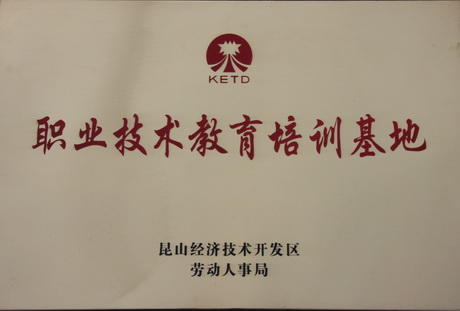 KETD
职业技术教育培训基地
昆山经济技术开发区
劳动人事局